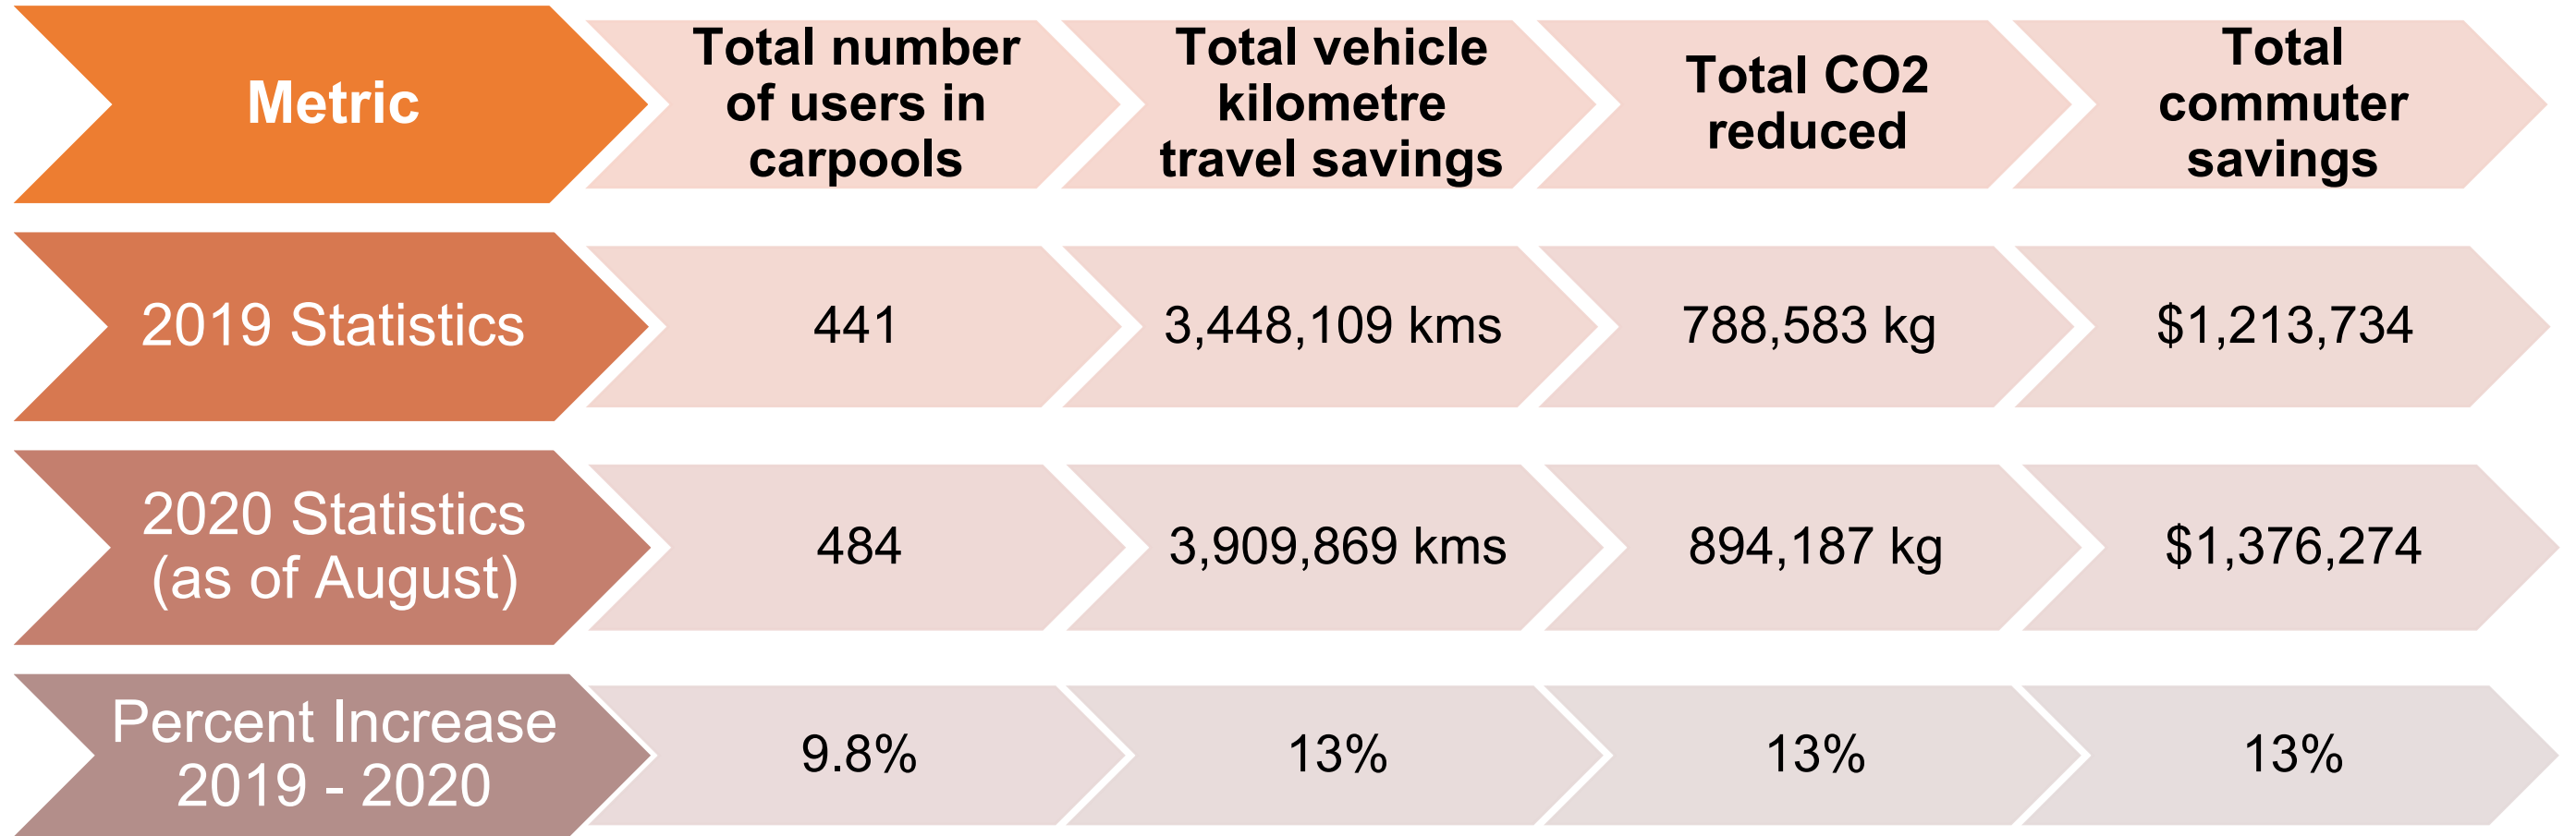 Metric
Total number
of users in
carpools
Total vehicle
kilometre
travel savings
Total CO2
reduced
Total
commuter
savings
2019 Statistics
441
3,448,109 kms
788,583 kg
$1,213,734
2020 Statistics
(as of August)
484
3,909,869 kms
894,187 kg
$1,376,274
Percent Increase
2019 - 2020
9.8%
13%
13%
13%